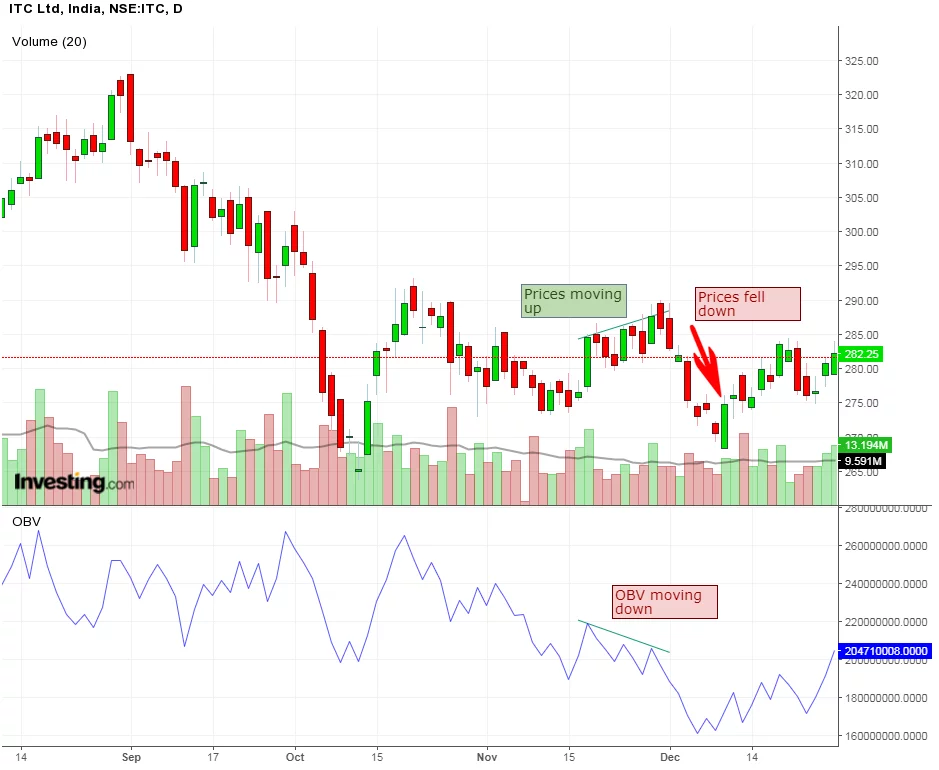 ITC Ltd, India, NSE:ITC, D
Volume (20)
325.00
320.00
315.00
310.00
305.00
300.00
295.00
290.00
Prices moving
up
Prices fell
down
285.00
282.25
280.00
275.00
270.00
13.194M
9.591M
265.00
Investing.com
OBV
280000000.0000
260000000.0000
240000000.0000
OBV moving
down
220000000.0000
204710008.0000
200000000.0000
180000000.0000
160000000.0000
14 Sep 17 Oct 15 Nov 15 Dec 14